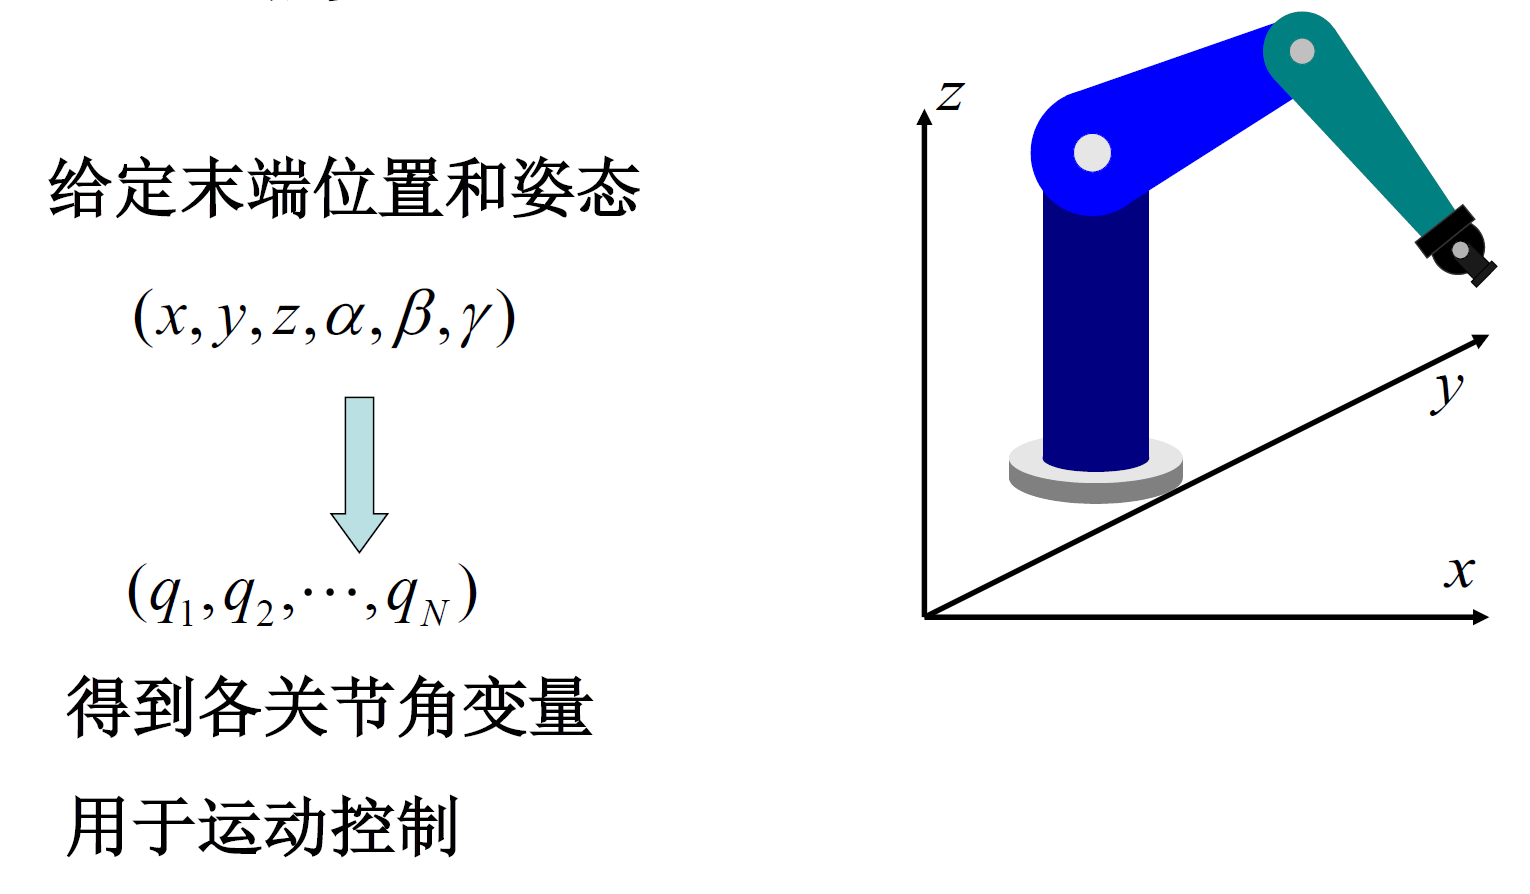 给定末端位置和姿态
(x, y, z, α, β, γ)
(q₁, q₂, ⋯, q_N)
得到各关节角变量
用于运动控制
z
y
x